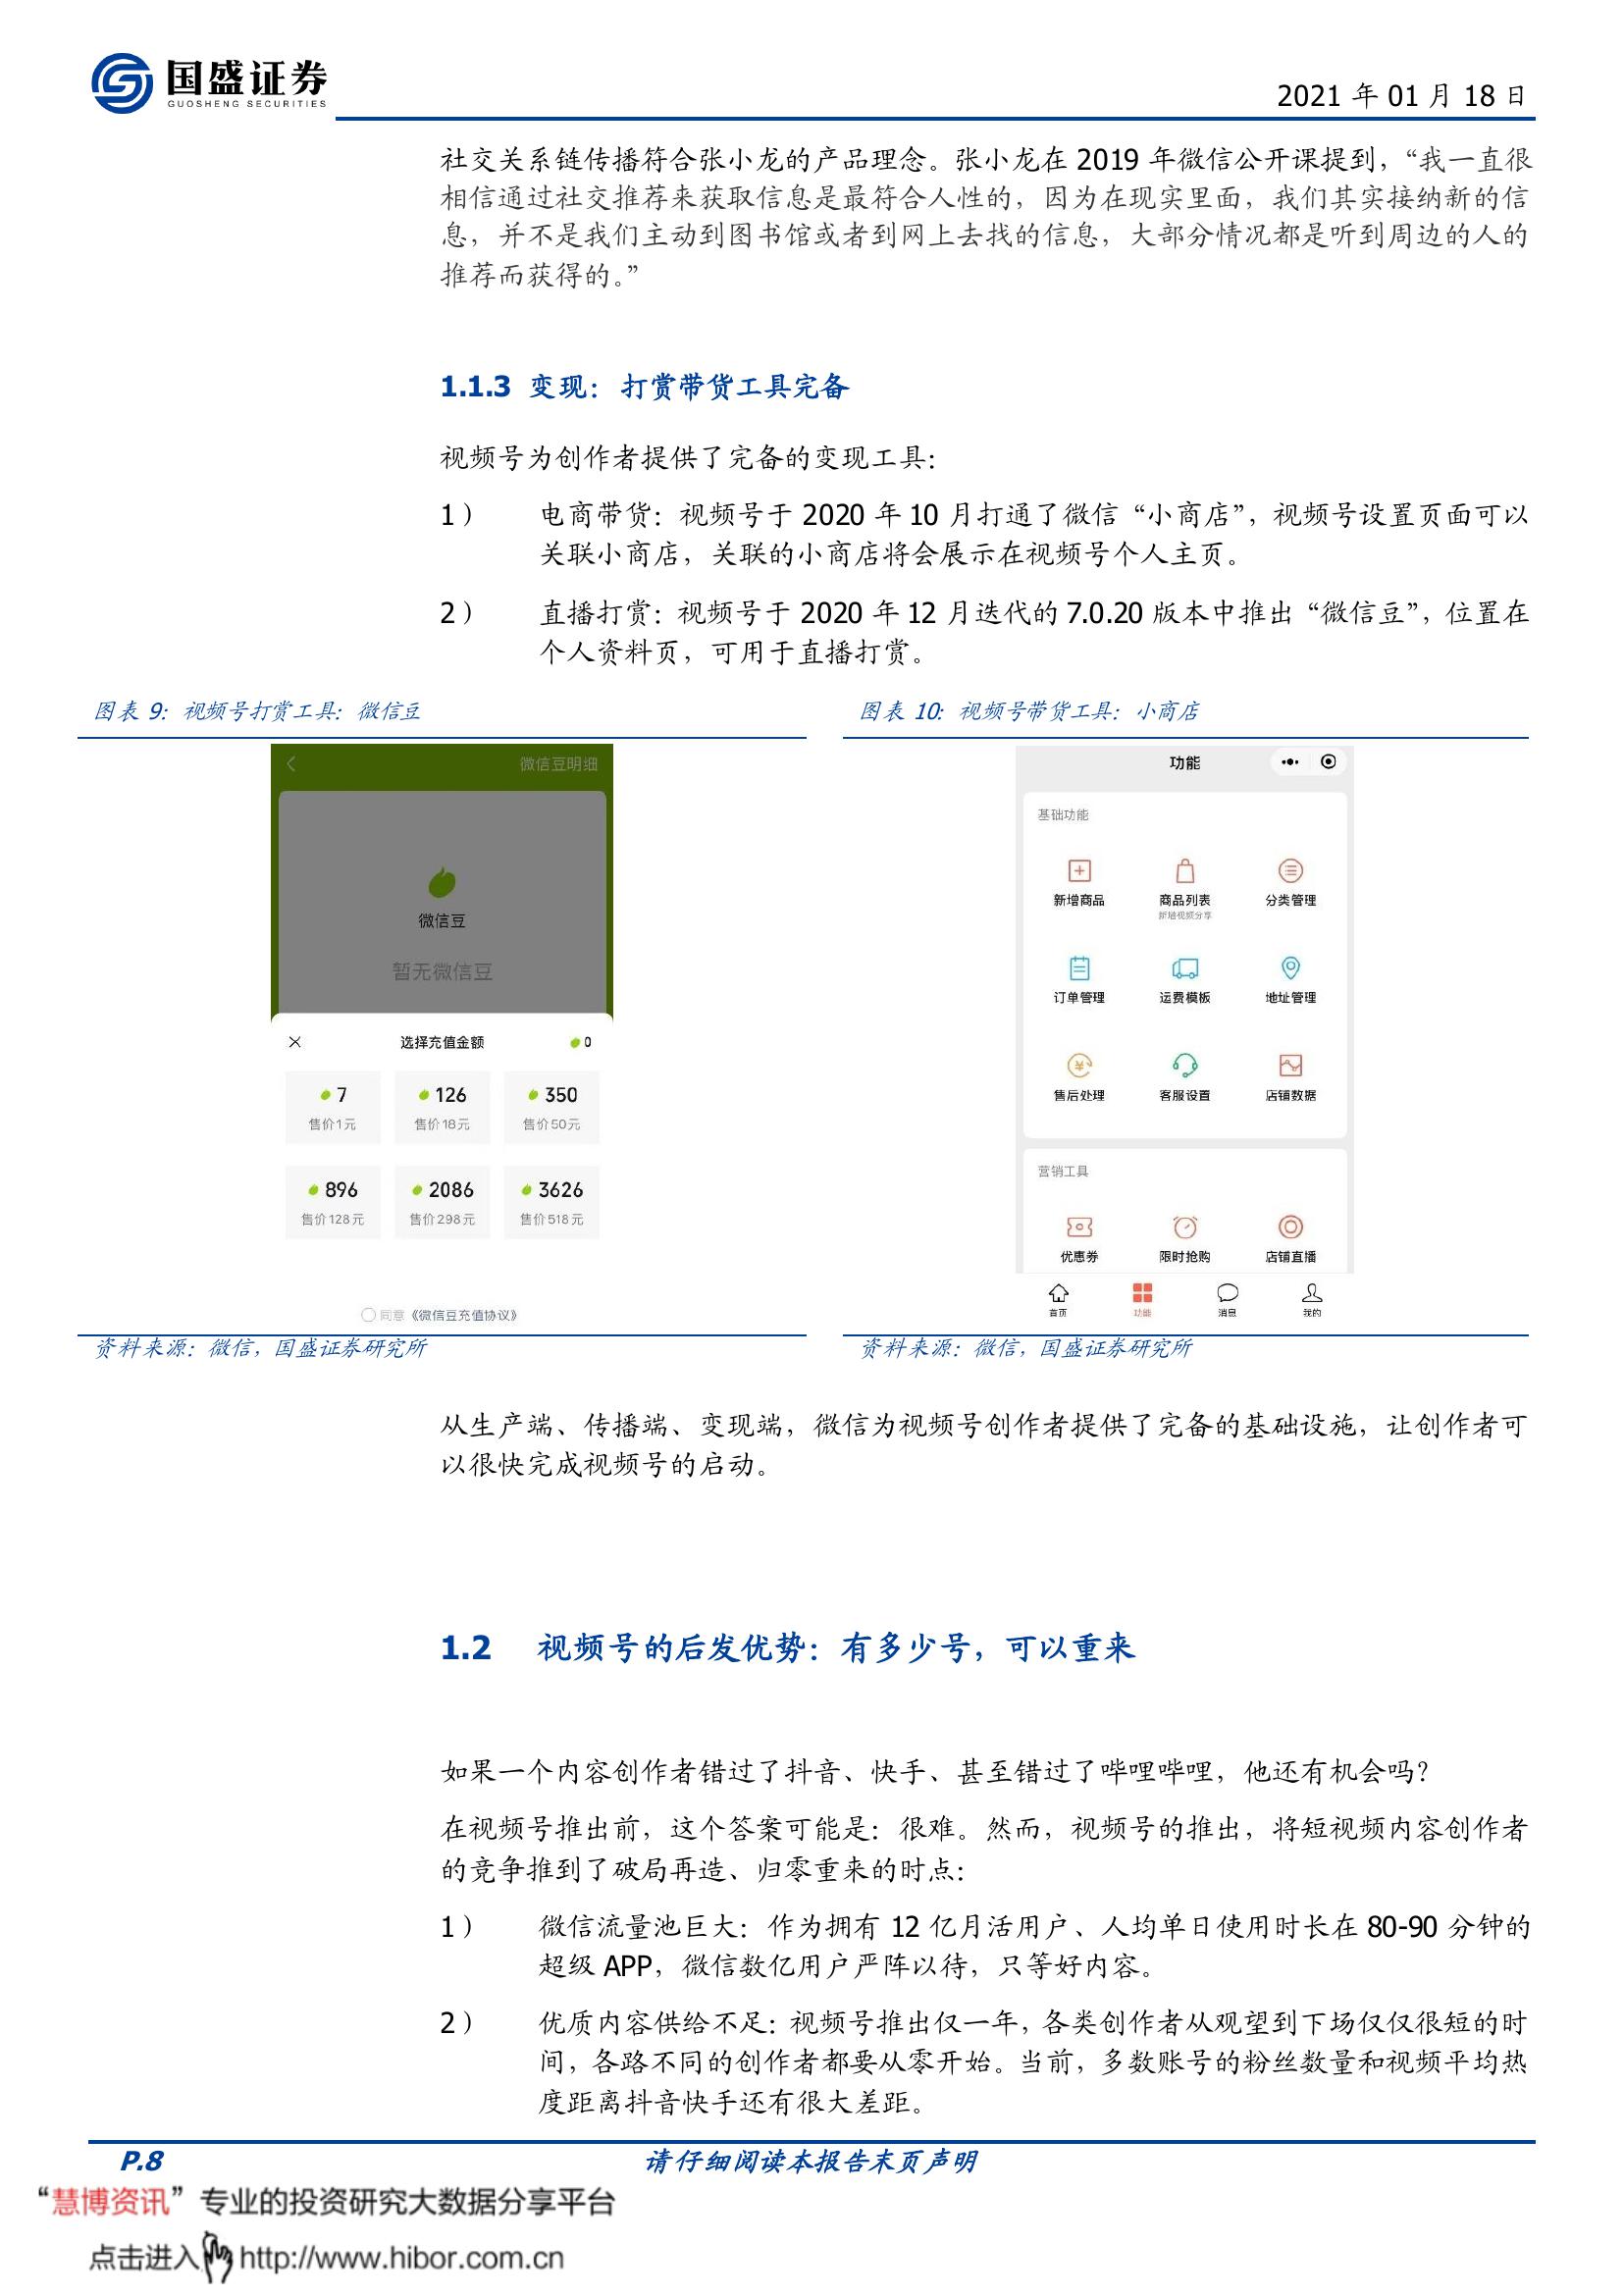 国盛证券
GUOSHENG SECURITIES
2021 年 01 月 18 日
社交关系链传播符合张小龙的产品理念。张小龙在 2019 年微信公开课提到，“我一直很
相信通过社交推荐来获取信息是最符合人性的，因为在现实里面，我们其实接纳新的信
息，并不是我们主动到图书馆或者到网上去找的信息，大部分情况都是听到周边的人的
推荐而获得的。”
1.1.3 变现：打赏带货工具完备
视频号为创作者提供了完备的变现工具：
1） 电商带货：视频号于 2020 年 10 月打通了微信“小商店”，视频号设置页面可以
关联小商店，关联的小商店将会展示在视频号个人主页。
2） 直播打赏：视频号于 2020 年 12 月迭代的 7.0.20 版本中推出“微信豆”，位置在
个人资料页，可用于直播打赏。
图表 9：视频号打赏工具：微信豆
微信豆明细
微信豆
暂无微信豆
选择充值金额 0
7 126 350
售价1元 售价18元 售价50元
896 2086 3626
售价128元 售价298元 售价518元
同意《微信豆充值协议》
资料来源：微信，国盛证券研究所
图表 10：视频号带货工具：小商店
功能
基础功能
新增商品 商品列表 分类管理
新增视频分享
订单管理 运费模板 地址管理
售后处理 客服设置 店铺数据
营销工具
优惠券 限时抢购 店铺直播
首页 功能 消息 我的
资料来源：微信，国盛证券研究所
从生产端、传播端、变现端，微信为视频号创作者提供了完备的基础设施，让创作者可
以很快完成视频号的启动。
1.2 视频号的后发优势：有多少号，可以重来
如果一个内容创作者错过了抖音、快手、甚至错过了哔哩哔哩，他还有机会吗？
在视频号推出前，这个答案可能是：很难。然而，视频号的推出，将短视频内容创作者
的竞争推到了破局再造、归零重来的时点：
1） 微信流量池巨大：作为拥有 12 亿月活用户、人均单日使用时长在 80-90 分钟的
超级 APP，微信数亿用户严阵以待，只等好内容。
2） 优质内容供给不足：视频号推出仅一年，各类创作者从观望到下场仅仅很短的时
间，各路不同的创作者都要从零开始。当前，多数账号的粉丝数量和视频平均热
度距离抖音快手还有很大差距。
P.8 请仔细阅读本报告末页声明
“慧博资讯”专业的投资研究大数据分享平台
点击进入 http://www.hibor.com.cn